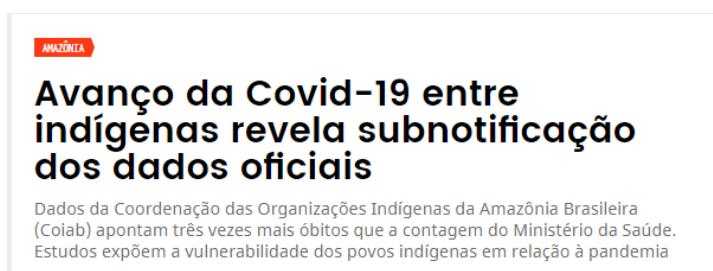 AMAZÔNIA
Avanço da Covid-19 entre
indígenas revela subnotificação
dos dados oficiais
Dados da Coordenação das Organizações Indígenas da Amazônia Brasileira
(Coiab) apontam três vezes mais óbitos que a contagem do Ministério da Saúde.
Estudos expõem a vulnerabilidade dos povos indígenas em relação à pandemia